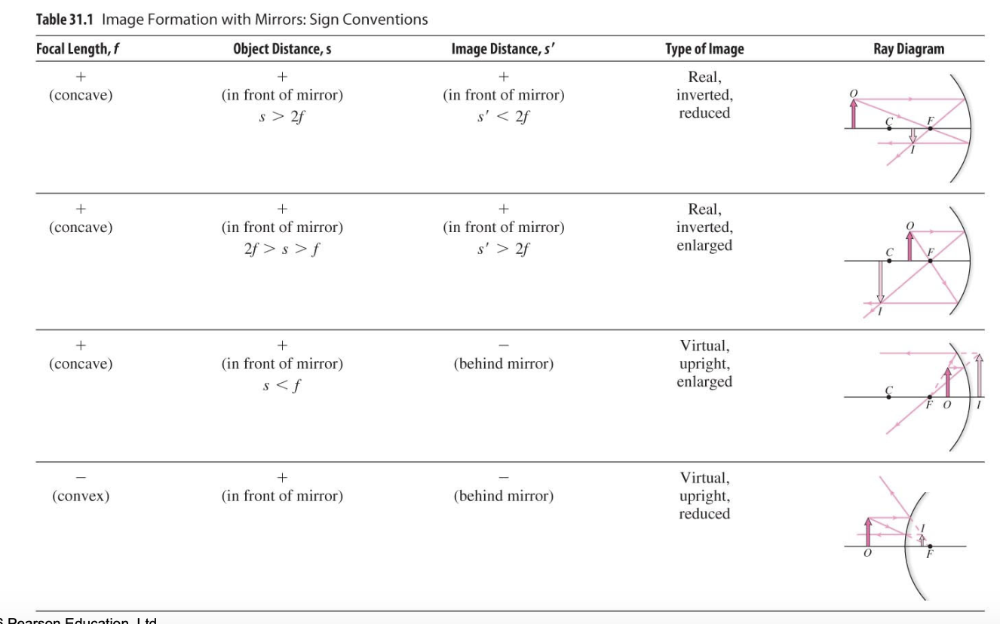 Table 31.1 Image Formation with Mirrors: Sign Conventions
Focal Length, f Object Distance, s Image Distance, s′ Type of Image Ray Diagram
+ + + Real,
(concave) (in front of mirror) (in front of mirror) inverted,
s > 2f s′ < 2f reduced
O
C F
I
+ + + Real,
(concave) (in front of mirror) (in front of mirror) inverted,
2f > s > f s′ > 2f enlarged
O
C F
I
+ + − Virtual,
(concave) (in front of mirror) (behind mirror) upright,
s < f enlarged
C
F O I
− + − Virtual,
(convex) (in front of mirror) (behind mirror) upright,
reduced
I
O F
Pearson Education, Ltd